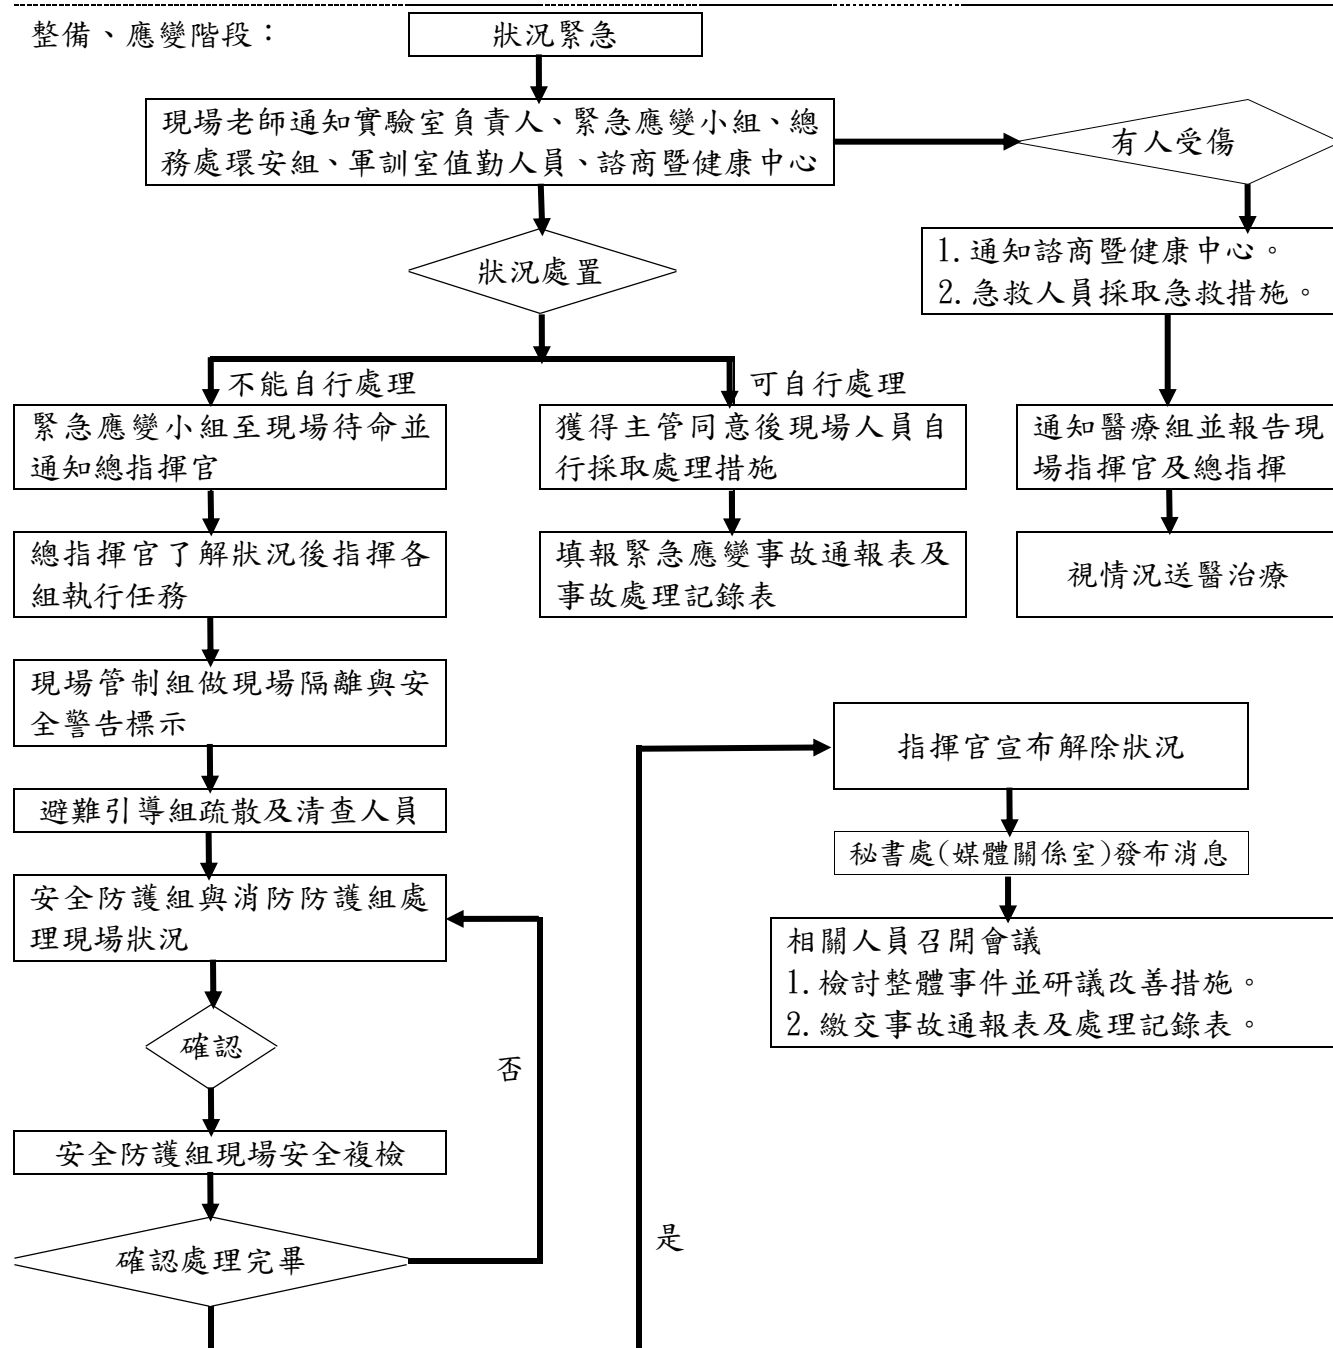 整備、應變階段：
狀況緊急
現場老師通知實驗室負責人、緊急應變小組、總
務處環安組、軍訓室值勤人員、諮商暨健康中心
有人受傷
1.通知諮商暨健康中心。
2.急救人員採取急救措施。
狀況處置
不能自行處理
可自行處理
緊急應變小組至現場待命並
通知總指揮官
獲得主管同意後現場人員自
行採取處理措施
通知醫療組並報告現
場指揮官及總指揮
總指揮官了解狀況後指揮各
組執行任務
填報緊急應變事故通報表及
事故處理記錄表
視情況送醫治療
現場管制組做現場隔離與安
全警告標示
避難引導組疏散及清查人員
安全防護組與消防防護組處
理現場狀況
確認
否
安全防護組現場安全複檢
確認處理完畢
是
指揮官宣布解除狀況
秘書處(媒體關係室)發布消息
相關人員召開會議
1.檢討整體事件並研議改善措施。
2.繳交事故通報表及處理記錄表。